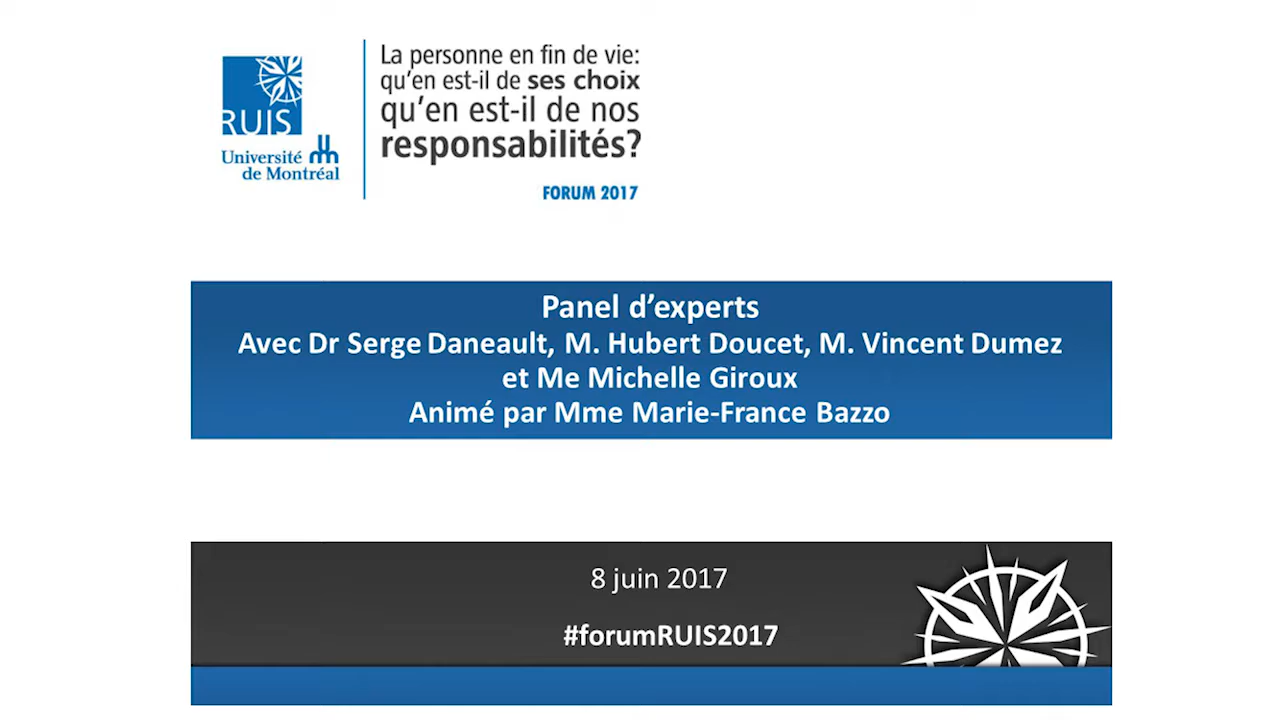 RUIS
Université
de Montréal
La personne en fin de vie:
qu'en est-il de ses choix
qu'en est-il de nos
responsabilités?
FORUM 2017
Panel d'experts
Avec Dr Serge Daneault, M. Hubert Doucet, M. Vincent Dumez
et Me Michelle Giroux
Animé par Mme Marie-France Bazzo
8 juin 2017
#forumRUIS2017